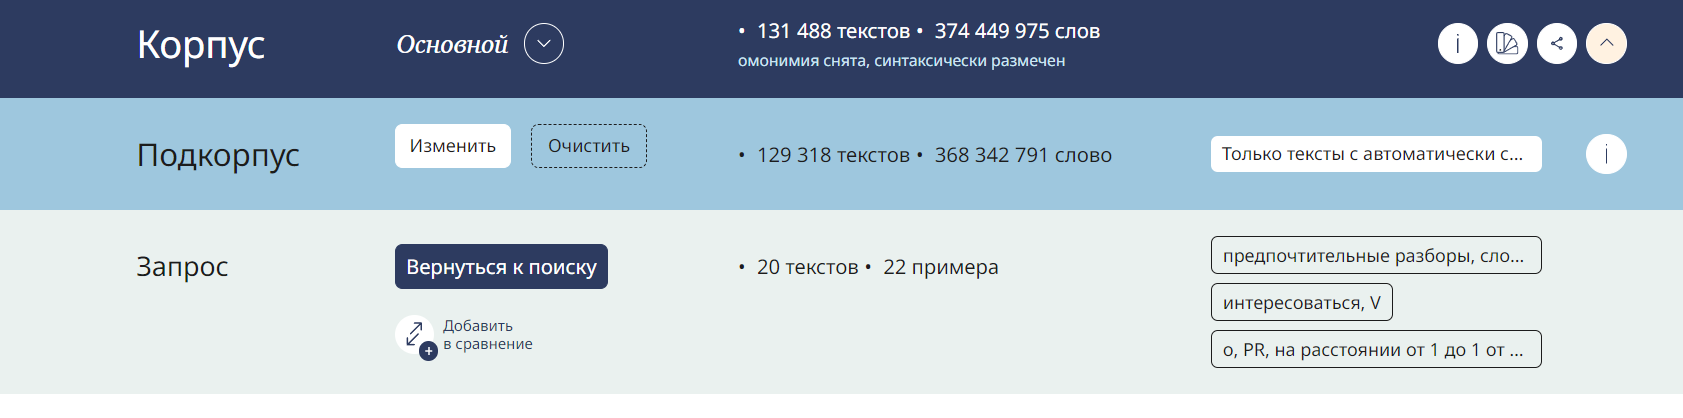 Корпус
Основной
• 131 488 текстов • 374 449 975 слов
омонимия снята, синтаксически размечен
Подкорпус
Изменить
Очистить
• 129 318 текстов • 368 342 791 слово
Только тексты с автоматически с...
Запрос
Вернуться к поиску
• 20 текстов • 22 примера
предпочтительные разборы, сло...
интересоваться, V
о, PR, на расстоянии от 1 до 1 от ...
Добавить
в сравнение